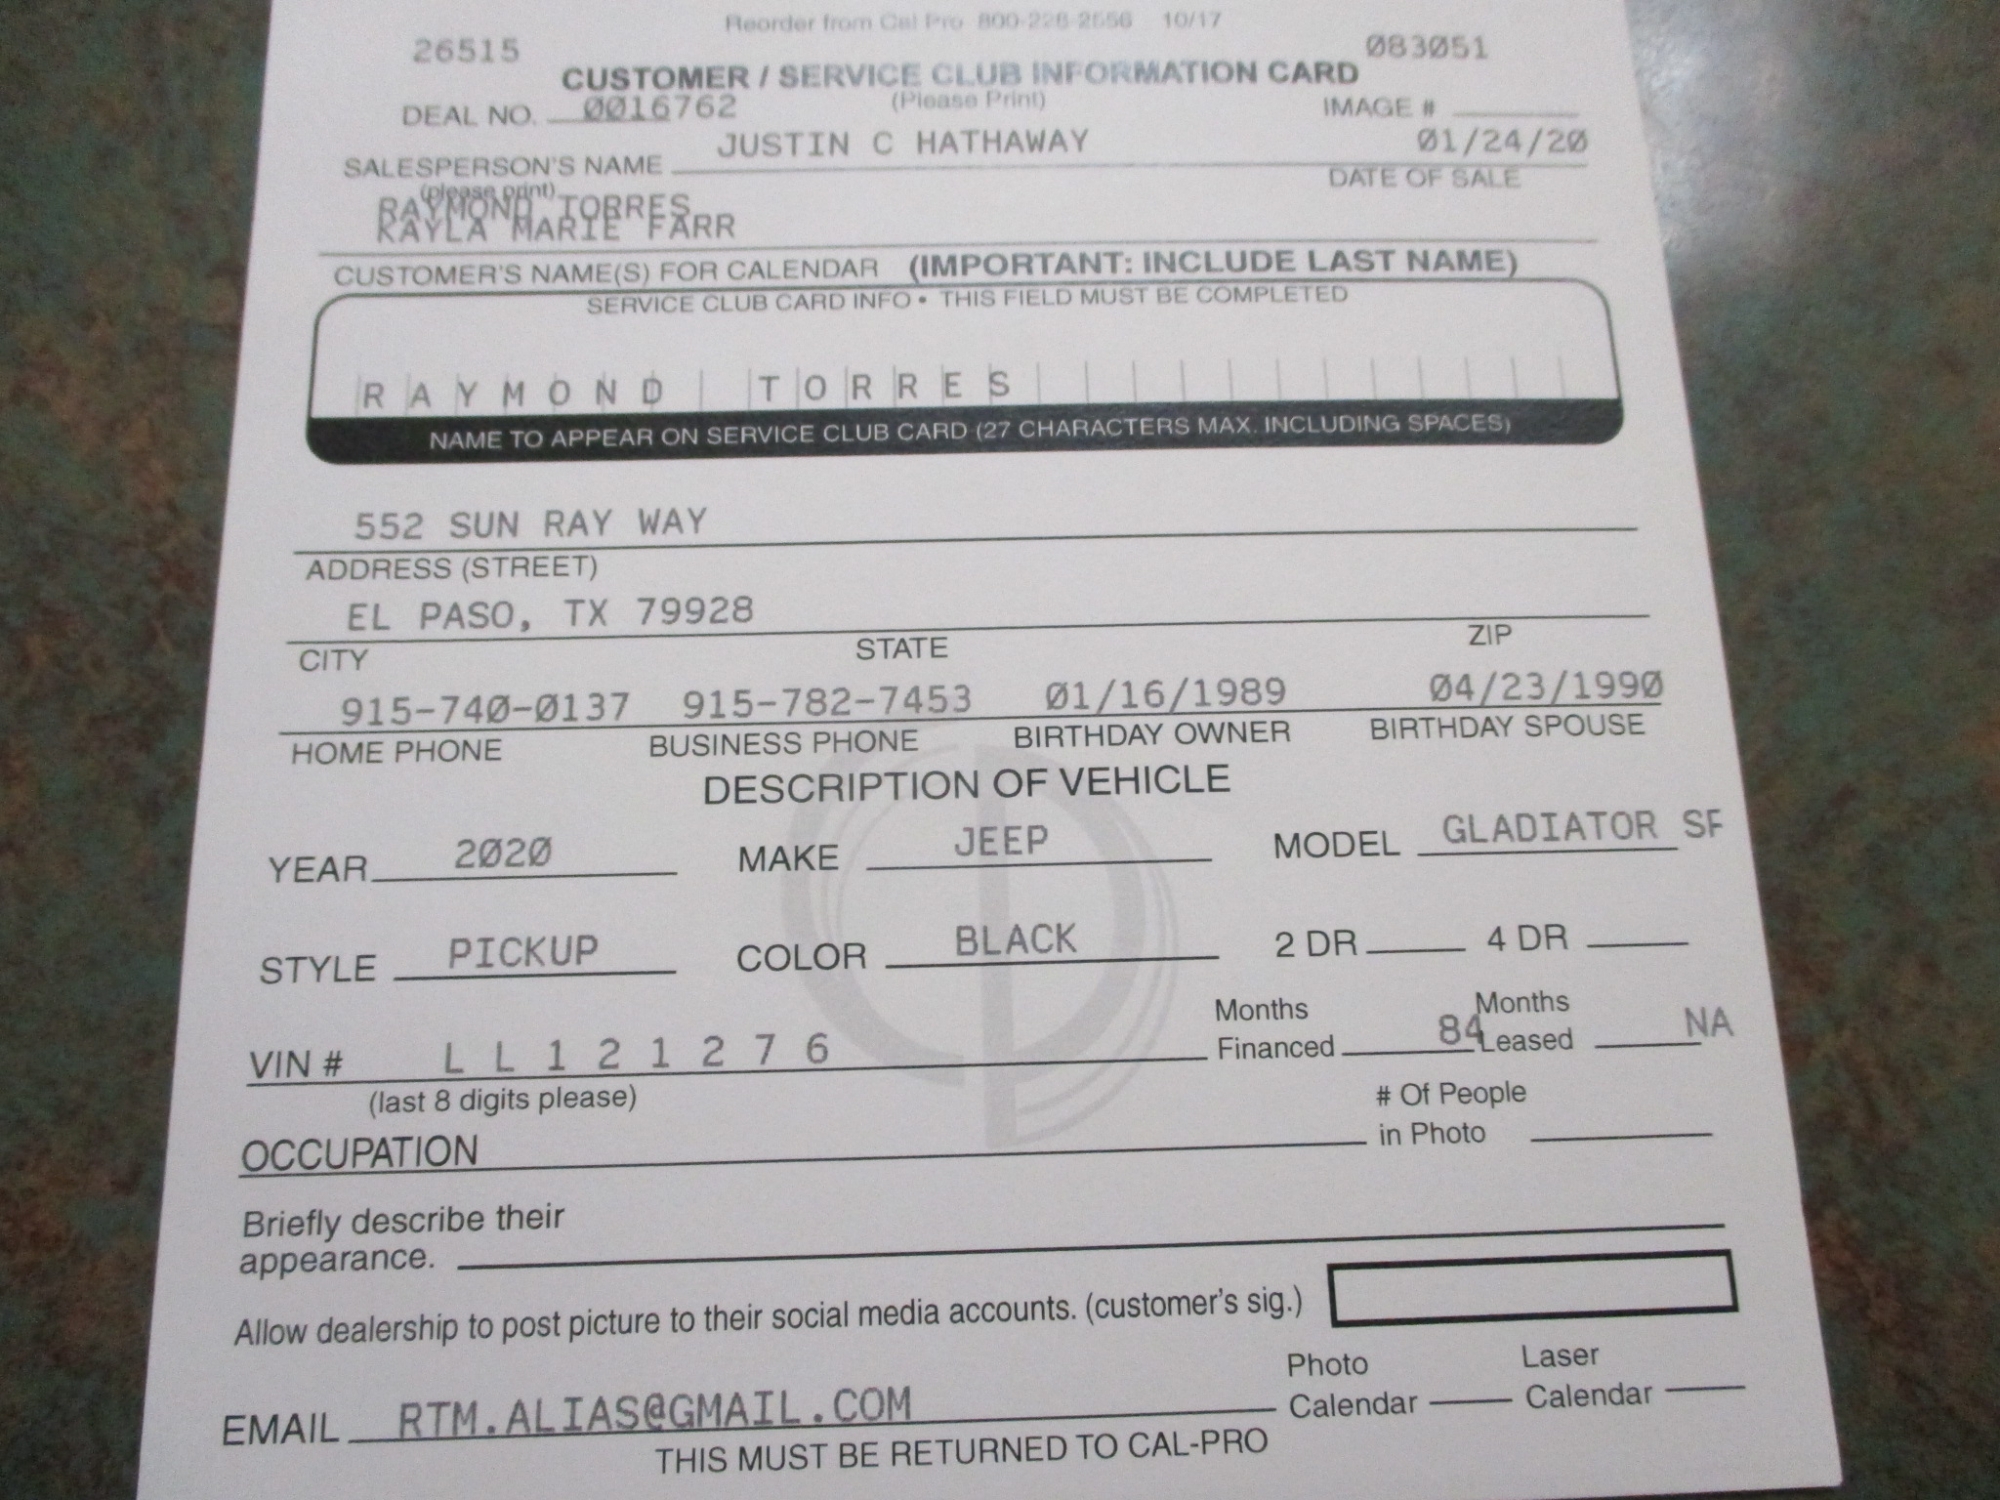 Reorder from Cal Pro 800-226-2556 10/17
26515 083051
CUSTOMER / SERVICE CLUB INFORMATION CARD
DEAL NO. 0016762 (Please Print) IMAGE #
SALESPERSON'S NAME JUSTIN C HATHAWAY 01/24/20
(please print) DATE OF SALE
RAYMOND TORRES
KAYLA MARIE FARR
CUSTOMER'S NAME(S) FOR CALENDAR (IMPORTANT: INCLUDE LAST NAME)
SERVICE CLUB CARD INFO • THIS FIELD MUST BE COMPLETED
RAYMOND TORRES
NAME TO APPEAR ON SERVICE CLUB CARD (27 CHARACTERS MAX. INCLUDING SPACES)
552 SUN RAY WAY
ADDRESS (STREET)
EL PASO, TX 79928
CITY STATE ZIP
915-740-0137 915-782-7453 01/16/1989 04/23/1990
HOME PHONE BUSINESS PHONE BIRTHDAY OWNER BIRTHDAY SPOUSE
DESCRIPTION OF VEHICLE
YEAR 2020 MAKE JEEP MODEL GLADIATOR SF
STYLE PICKUP COLOR BLACK 2 DR 4 DR
Months Months
VIN # LL121276 Financed 84 Leased NA
(last 8 digits please) # Of People
OCCUPATION in Photo
Briefly describe their
appearance.
Allow dealership to post picture to their social media accounts. (customer's sig.)
Photo Laser
EMAIL RTM.ALIAS@GMAIL.COM Calendar Calendar
THIS MUST BE RETURNED TO CAL-PRO